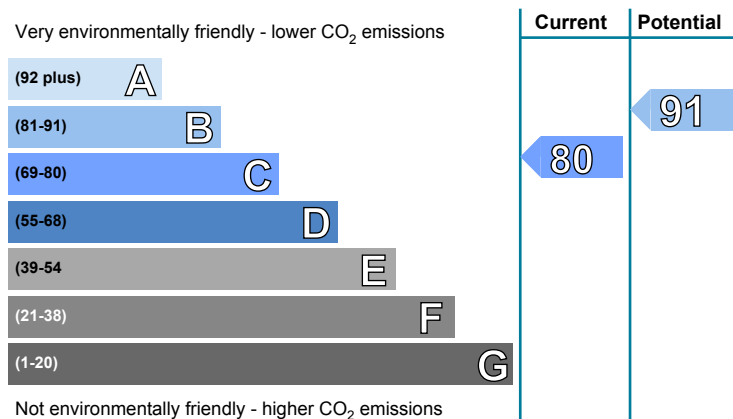 Very environmentally friendly - lower CO₂ emissions
Current
Potential
(92 plus) A
(81-91) B
91
(69-80) C
80
(55-68) D
(39-54 E
(21-38) F
(1-20) G
Not environmentally friendly - higher CO₂ emissions